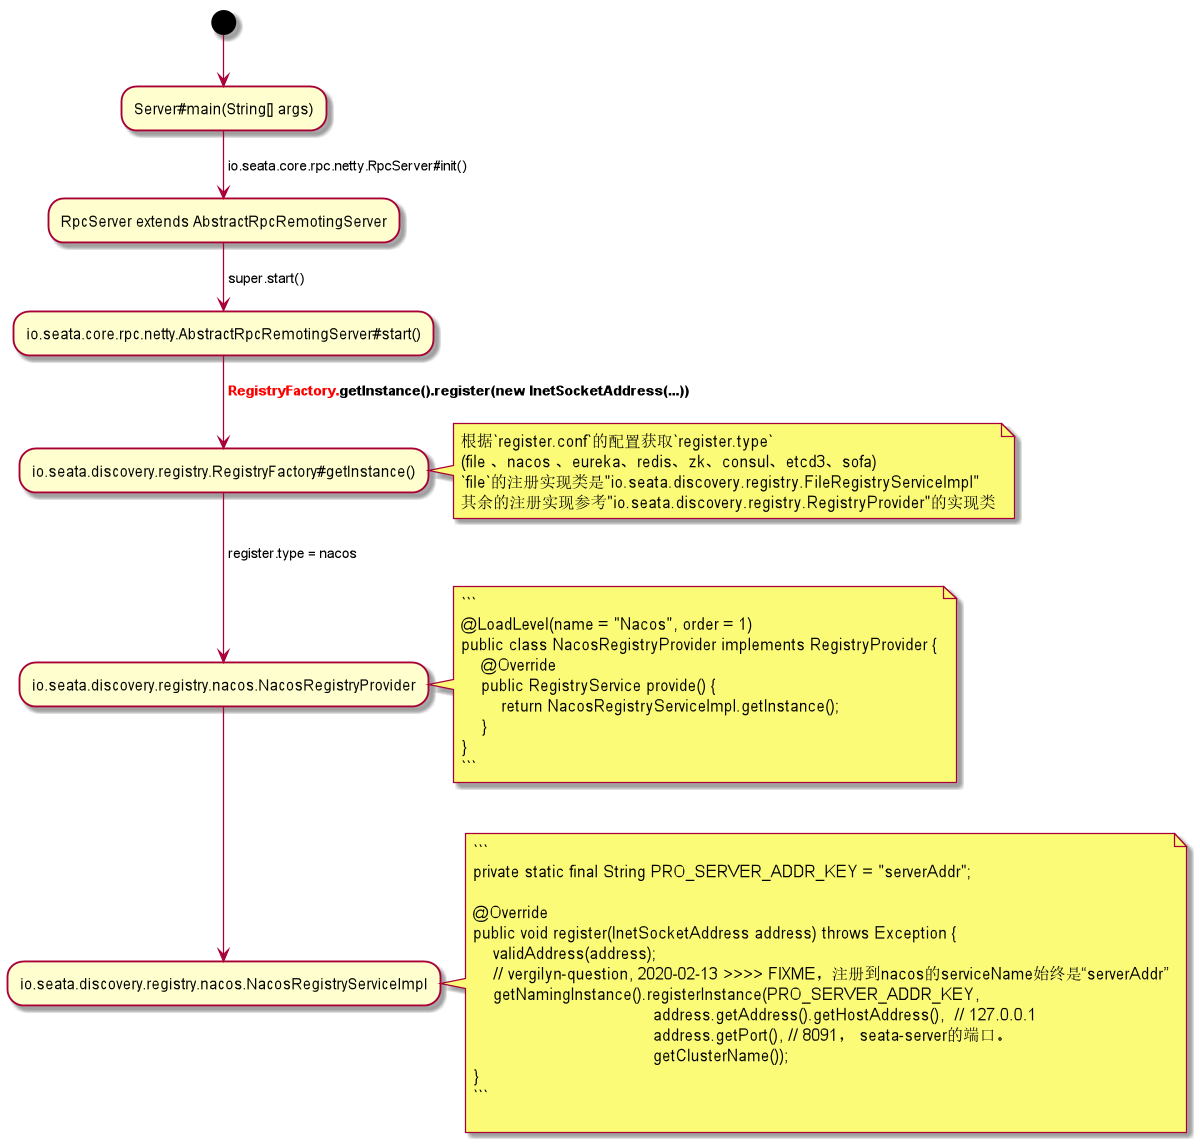 Server#main(String[] args)
io.seata.core.rpc.netty.RpcServer#init()
RpcServer extends AbstractRpcRemotingServer
super.start()
io.seata.core.rpc.netty.AbstractRpcRemotingServer#start()
RegistryFactory.getInstance().register(new InetSocketAddress(...))
io.seata.discovery.registry.RegistryFactory#getInstance()
根据`register.conf`的配置获取`register.type`
(file 、nacos 、eureka、redis、zk、consul、etcd3、sofa)
`file`的注册实现类是"io.seata.discovery.registry.FileRegistryServiceImpl"
其余的注册实现参考"io.seata.discovery.registry.RegistryProvider"的实现类
register.type = nacos
io.seata.discovery.registry.nacos.NacosRegistryProvider
```
@LoadLevel(name = "Nacos", order = 1)
public class NacosRegistryProvider implements RegistryProvider {
    @Override
    public RegistryService provide() {
        return NacosRegistryServiceImpl.getInstance();
    }
}
```
io.seata.discovery.registry.nacos.NacosRegistryServiceImpl
```
private static final String PRO_SERVER_ADDR_KEY = "serverAddr";
@Override
public void register(InetSocketAddress address) throws Exception {
    validAddress(address);
    // vergilyn-question, 2020-02-13 >>>> FIXME，注册到nacos的serviceName始终是“serverAddr”
    getNamingInstance().registerInstance(PRO_SERVER_ADDR_KEY,
                                    address.getAddress().getHostAddress(),  // 127.0.0.1
                                    address.getPort(), // 8091， seata-server的端口。
                                    getClusterName());
}
```